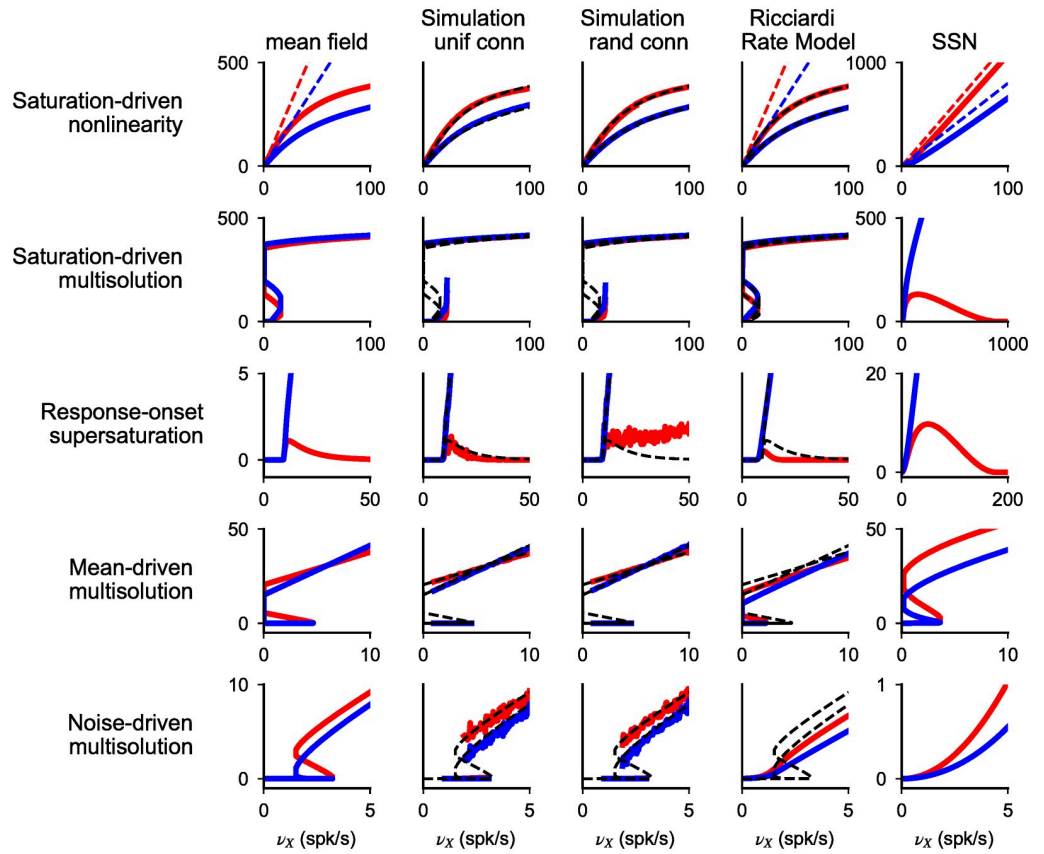 mean field
Simulation
unif conn
Simulation
rand conn
Ricciardi
Rate Model
SSN
Saturation-driven
nonlinearity
500
0
0 100
0 100
0 100
0 100
1000
0
0 100
Saturation-driven
multisolution
500
0
0 100
0 100
0 100
0 100
500
0
0 1000
Response-onset
supersaturation
5
0
0 50
0 50
0 50
0 50
20
0
0 200
Mean-driven
multisolution
50
0
0 10
0 10
0 10
0 10
50
0
0 10
Noise-driven
multisolution
10
0
0 5
0 5
0 5
0 5
1
0
0 5
νX (spk/s)
νX (spk/s)
νX (spk/s)
νX (spk/s)
νX (spk/s)